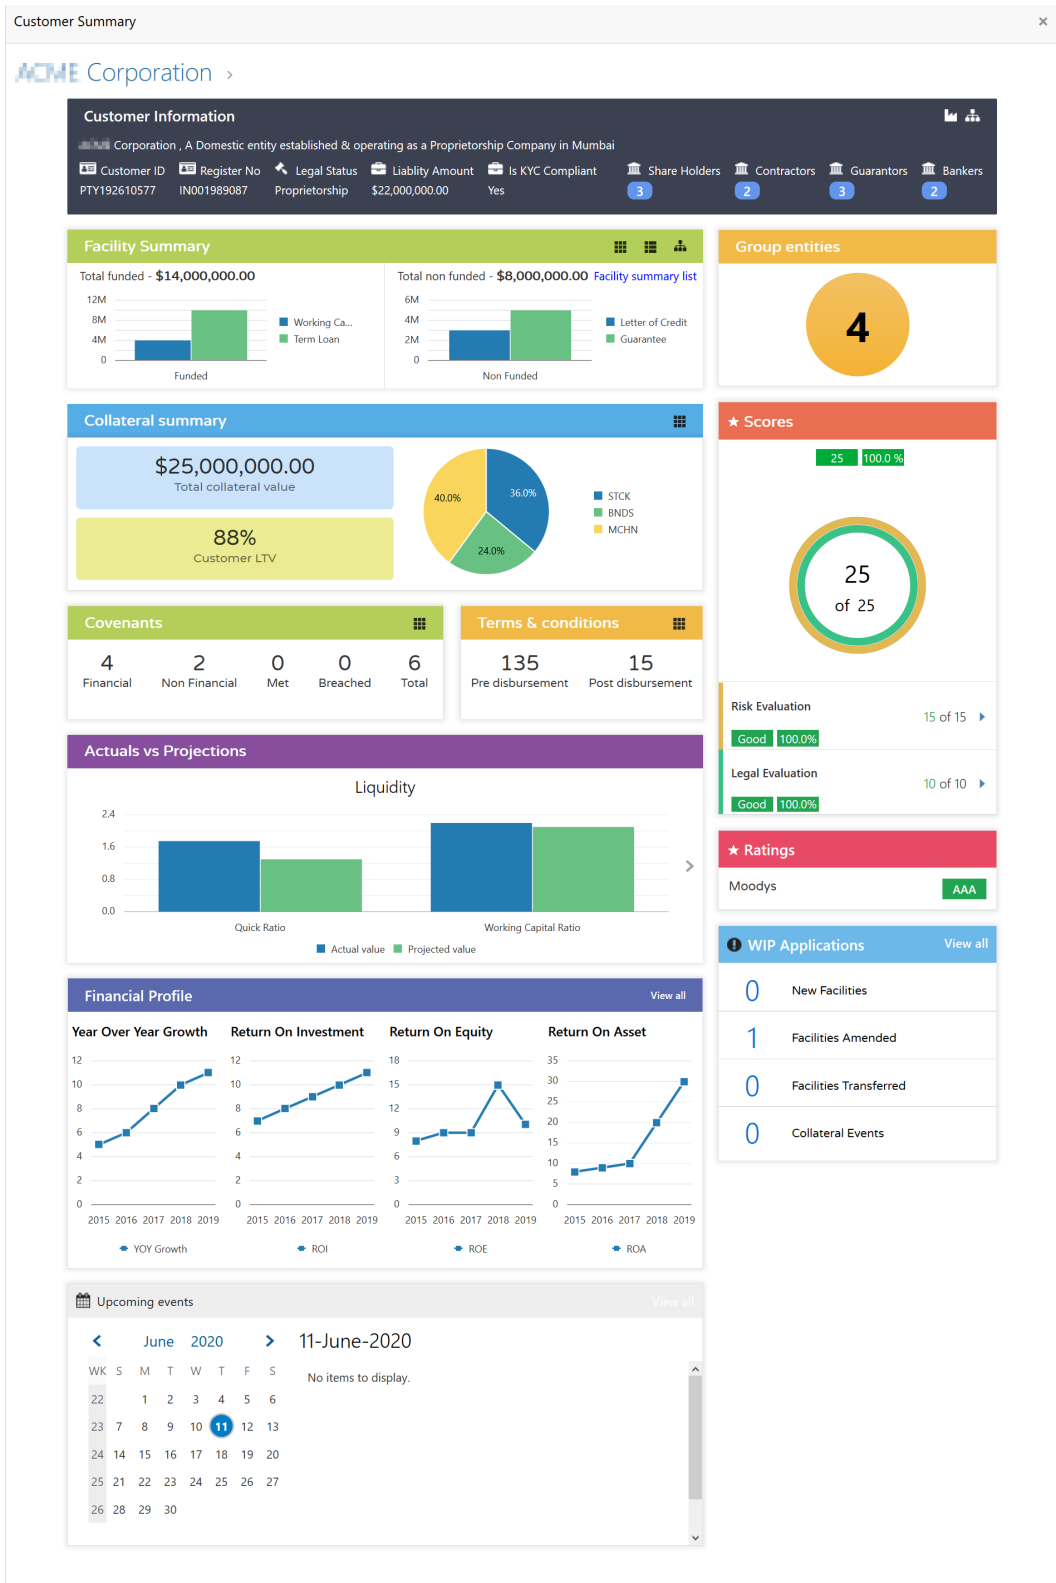 Customer Summary ×
ACME Corporation ›
Customer Information
Corporation , A Domestic entity established & operating as a Proprietorship Company in Mumbai
Customer ID Register No Legal Status Liablity Amount Is KYC Compliant Share Holders Contractors Guarantors Bankers
PTY192610577 IN001989087 Proprietorship $22,000,000.00 Yes 3 2 3 2
Facility Summary
Total funded - $14,000,000.00
12M
8M
4M
0
Funded
Working Ca...
Term Loan
Total non funded - $8,000,000.00 Facility summary list
6M
4M
2M
0
Non Funded
Letter of Credit
Guarantee
Group entities
4
Collateral summary
$25,000,000.00
Total collateral value
88%
Customer LTV
40.0%
36.0%
24.0%
STCK
BNDS
MCHN
Scores
25 100.0 %
25
of 25
Risk Evaluation
15 of 15
Good 100.0%
Legal Evaluation
10 of 10
Good 100.0%
Covenants
4 2 0 0 6
Financial Non Financial Met Breached Total
Terms & conditions
135 15
Pre disbursement Post disbursement
Actuals vs Projections
Liquidity
2.4
1.6
0.8
0.0
Quick Ratio Working Capital Ratio
Actual value Projected value
Ratings
Moodys AAA
WIP Applications View all
0 New Facilities
1 Facilities Amended
0 Facilities Transferred
0 Collateral Events
Financial Profile View all
Year Over Year Growth
12
10
8
6
4
2
0
2015 2016 2017 2018 2019
YOY Growth
Return On Investment
12
10
8
6
4
2
0
2015 2016 2017 2018 2019
ROI
Return On Equity
18
15
12
9
6
3
0
2015 2016 2017 2018 2019
ROE
Return On Asset
35
30
25
20
15
10
5
0
2015 2016 2017 2018 2019
ROA
Upcoming events View all
June 2020
WK S M T W T F S
22 1 2 3 4 5 6
23 7 8 9 10 11 12 13
24 14 15 16 17 18 19 20
25 21 22 23 24 25 26 27
26 28 29 30
11-June-2020
No items to display.